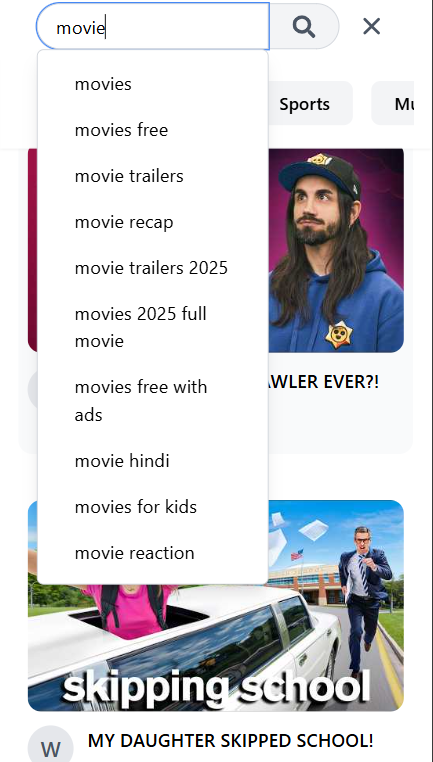 movie
Sports
movies
movies free
movie trailers
movie recap
movie trailers 2025
movies 2025 full
movie
movies free with
ads
movie hindi
movies for kids
movie reaction
AWLER EVER?!
skipping school
W
MY DAUGHTER SKIPPED SCHOOL!